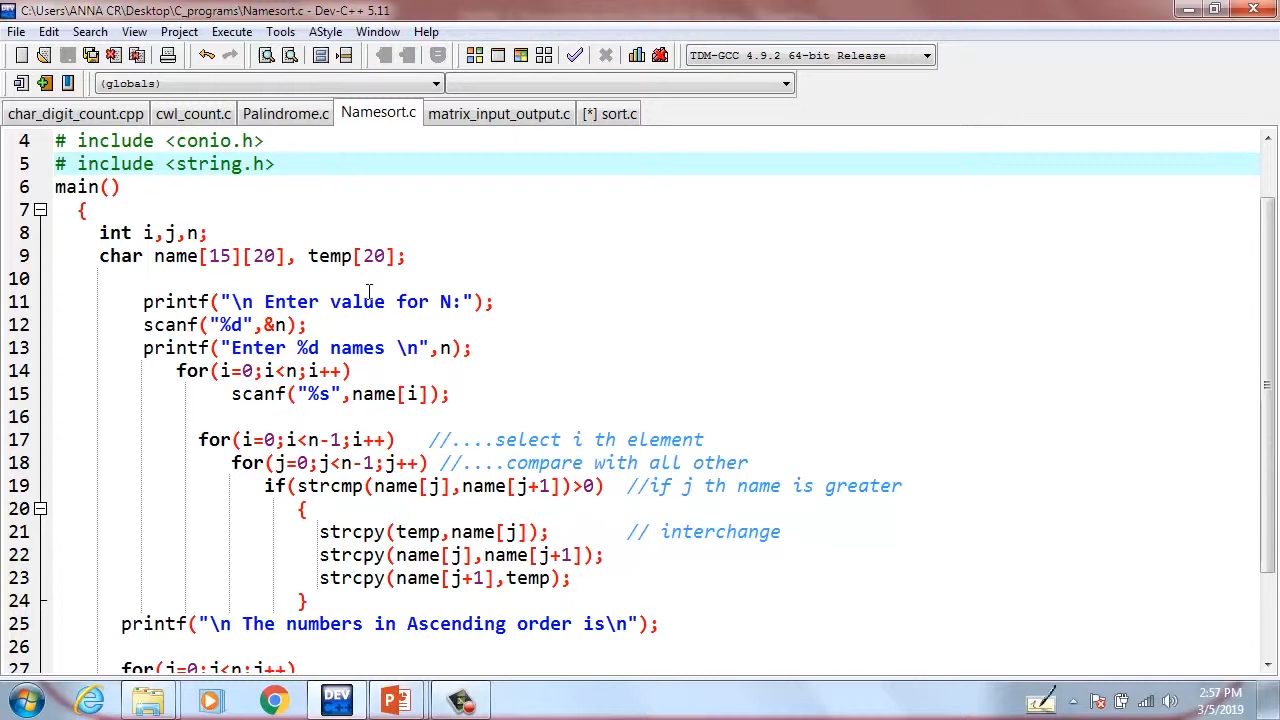 C:\Users\ANNA CR\Desktop\C_programs\Namesort.c - Dev-C++ 5.11
File Edit Search View Project Execute Tools AStyle Window Help
TDM-GCC 4.9.2 64-bit Release
(globals)
char_digit_count.cpp cwl_count.c Palindrome.c Namesort.c matrix_input_output.c [*] sort.c
4 # include <conio.h>
5 # include <string.h>
6 main()
7 {
8 int i,j,n;
9 char name[15][20], temp[20];
10
11 printf("\n Enter value for N:");
12 scanf("%d",&n);
13 printf("Enter %d names \n",n);
14 for(i=0;i<n;i++)
15 scanf("%s",name[i]);
16
17 for(i=0;i<n-1;i++) //....select i th element
18 for(j=0;j<n-1;j++) //....compare with all other
19 if(strcmp(name[j],name[j+1])>0) //if j th name is greater
20 {
21 strcpy(temp,name[j]); // interchange
22 strcpy(name[j],name[j+1]);
23 strcpy(name[j+1],temp);
24 }
25 printf("\n The numbers in Ascending order is\n");
26
27 for(i=0;i<n;i++)
DEV C++
2:57 PM
3/5/2019